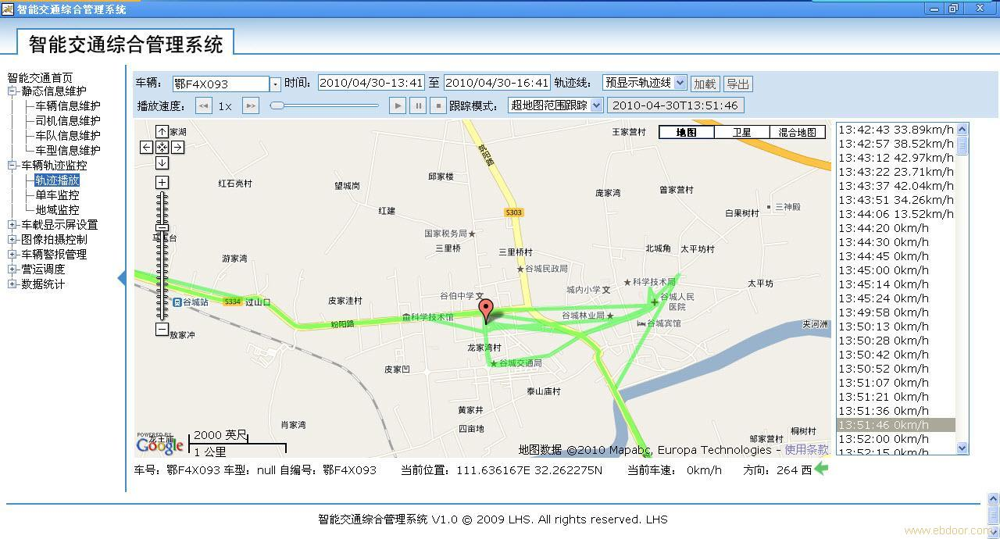 智能交通综合管理系统
智能交通综合管理系统
智能交通首页
静态信息维护
车辆信息维护
司机信息维护
车队信息维护
车型信息维护
车辆轨迹监控
轨迹播放
单车监控
地域监控
车载显示屏设置
图像拍摄控制
车辆警报管理
营运调度
数据统计
车辆: 鄂F4X093 时间: 2010/04/30-13:41 至 2010/04/30-16:41 轨迹线: 预显示轨迹线 加载 导出
播放速度: 1x 跟踪模式: 超地图范围跟踪 2010-04-30T13:51:46
地图 卫星 混合地图
家湖
王家营村
筑阳路
红石亮村
望城岗
邱家楼
庞家湾
曾家营村
三神殿
白果树村
红建
S303
国家税务局
三里桥
三里桥村
北城角
太平坊村
游家湾
谷城民政局
科学技术局
太平坊
城内小学
谷城站
S334
过山口
皮家洼村
谷伯中学
谷城人民
医院
科学技术馆
粉阳路
谷城林业局
谷城宾馆
夹河洲
敖家冲
龙家湾村
谷城交通局
皮家凹
泰山庙村
黄家井
四亩地
肖家湾
桐树村
邹家营村
龙王庙
POWERED BY
Google
2000 英尺
1 公里
地图数据 ©2010 Mapabc, Europa Technologies - 使用条款
13:42:43 33.89km/h
13:42:57 38.52km/h
13:43:12 42.97km/h
13:43:22 23.71km/h
13:43:37 42.04km/h
13:43:51 34.26km/h
13:44:06 13.52km/h
13:44:20 0km/h
13:44:30 0km/h
13:44:45 0km/h
13:45:00 0km/h
13:45:14 0km/h
13:45:24 0km/h
13:49:58 0km/h
13:50:13 0km/h
13:50:28 0km/h
13:50:42 0km/h
13:50:52 0km/h
13:51:07 0km/h
13:51:21 0km/h
13:51:36 0km/h
13:51:46 0km/h
13:52:00 0km/h
13:52:15 0km/h
车号: 鄂F4X093 车型: null 自编号: 鄂F4X093 当前位置: 111.636167E 32.262275N 当前车速: 0km/h 方向: 264 西
智能交通综合管理系统 V1.0 © 2009 LHS. All rights reserved. LHS
www.ebdoor.com